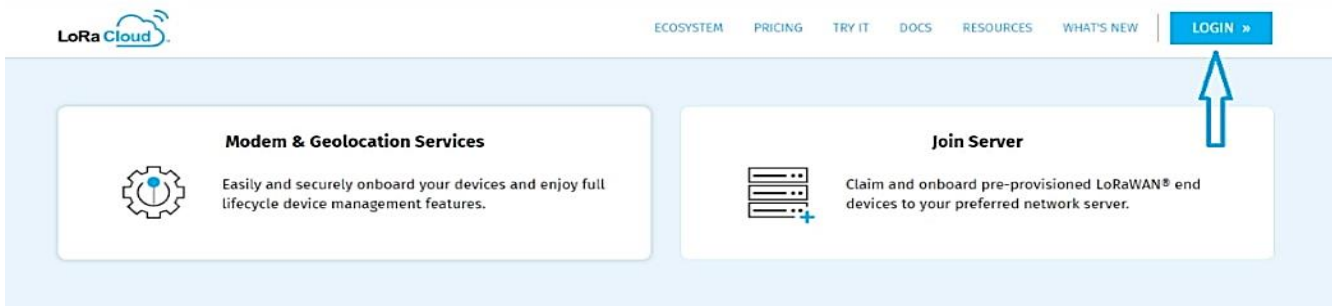 LoRa Cloud™
ECOSYSTEM PRICING TRY IT DOCS RESOURCES WHAT'S NEW LOGIN »
Modem & Geolocation Services
Easily and securely onboard your devices and enjoy full
lifecycle device management features.
Join Server
Claim and onboard pre-provisioned LoRaWAN® end
devices to your preferred network server.